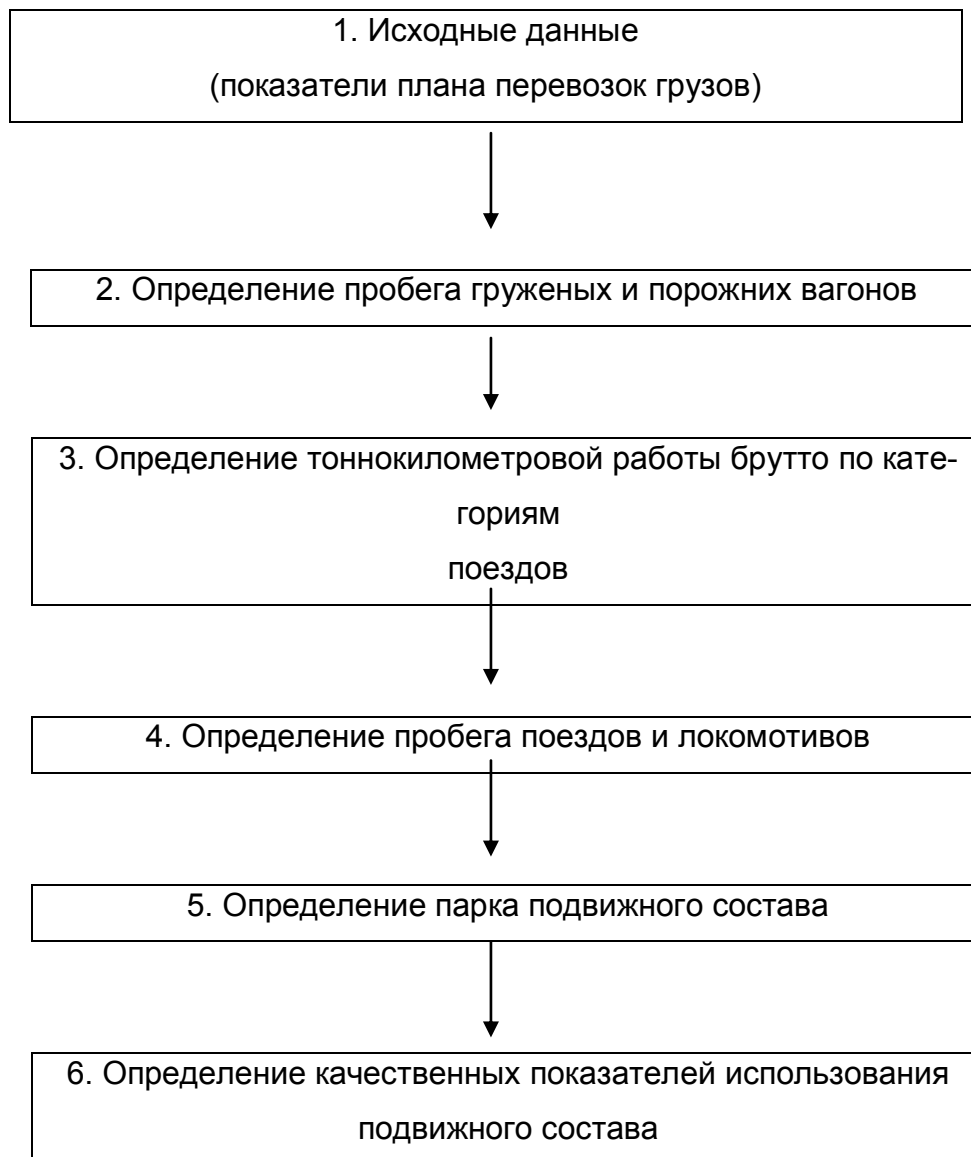 1. Исходные данные
(показатели плана перевозок грузов)
2. Определение пробега груженых и порожних вагонов
3. Определение тоннокилометровой работы брутто по кате-
гориям
поездов
4. Определение пробега поездов и локомотивов
5. Определение парка подвижного состава
6. Определение качественных показателей использования
подвижного состава